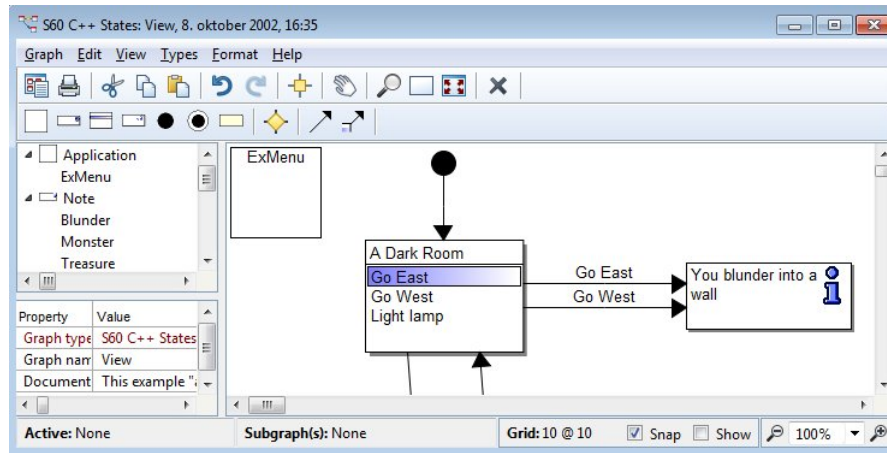 S60 C++ States: View, 8. oktober 2002, 16:35
Graph Edit View Types Format Help
Application
ExMenu
Note
Blunder
Monster
Treasure
Property Value
Graph type S60 C++ States
Graph nam View
Document This example "a
ExMenu
A Dark Room
Go East
Go West
Light lamp
Go East
Go West
You blunder into a
wall
Active: None
Subgraph(s): None
Grid: 10 @ 10
Snap
Show
100%